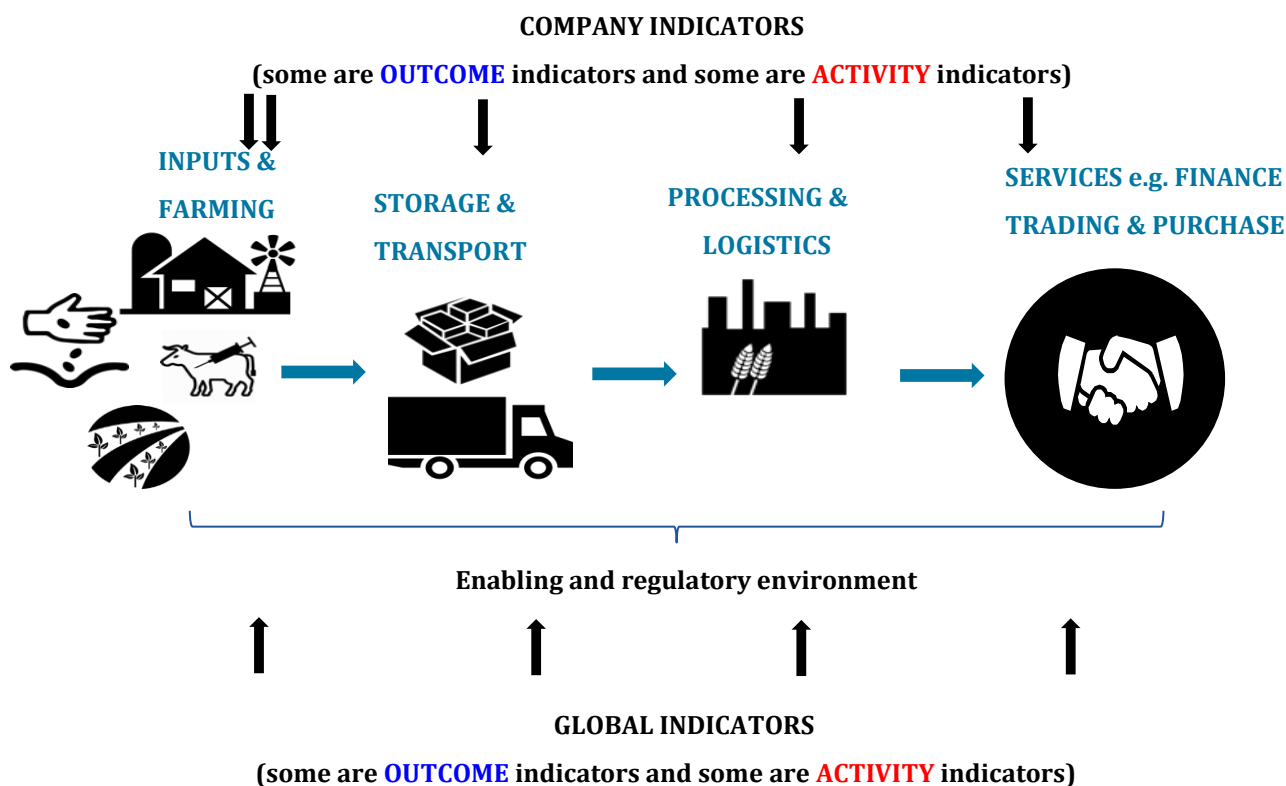 COMPANY INDICATORS
(some are OUTCOME indicators and some are ACTIVITY indicators)
INPUTS &
FARMING
STORAGE &
TRANSPORT
PROCESSING &
LOGISTICS
SERVICES e.g. FINANCE
TRADING & PURCHASE
Enabling and regulatory environment
GLOBAL INDICATORS
(some are OUTCOME indicators and some are ACTIVITY indicators)